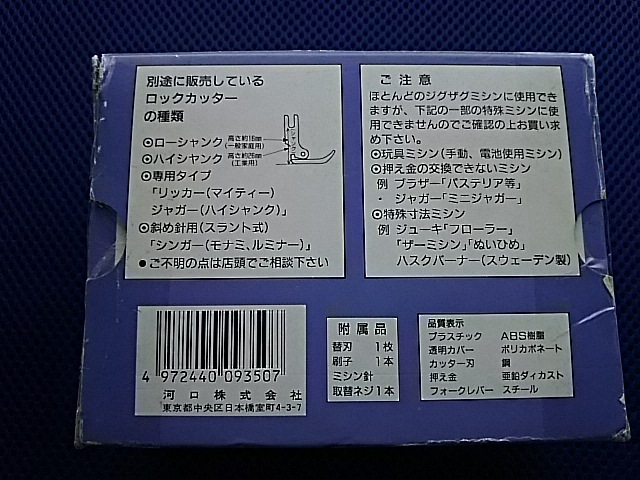 別途に販売している
ロックカッター
の種類
⊙ローシャンク 高さ約18mm (一般家庭用)
⊙ハイシャンク 高さ約26mm (工業用)
⊙専用タイプ
「リッカー(マイティー)
ジャガー(ハイシャンク)」
⊙斜め針用(スラント式)
「シンガー(モナミ、ルミナー)」
●ご不明の点は店頭でご相談下さい
ご注意
ほとんどのジグザグミシンに使用でき
ますが、下記の一部の特殊ミシンに
使用できませんのでご確認の上お買い求
め下さい。
⊙玩具ミシン(手動、電池使用ミシン)
⊙押え金の交換できないミシン
例 ブラザー「パステリア等」
・ ジャガー「ミニジャガー」
⊙特殊寸法ミシン
例 ジューキ「フローラー」
「ザーミシン」「ぬいひめ」
ハスクバーナー(スウェーデン製)
4 972440 093507
河口株式会社
東京都中央区日本橋室町4-3-7
附属品
替刃 1枚
刷子 1本
ミシン針
取替ネジ1本
品質表示
プラスチック ABS樹脂
透明カバー ポリカボネート
カッター刃 鋼
押え金 亜鉛ダイカスト
フォークレバー スチール